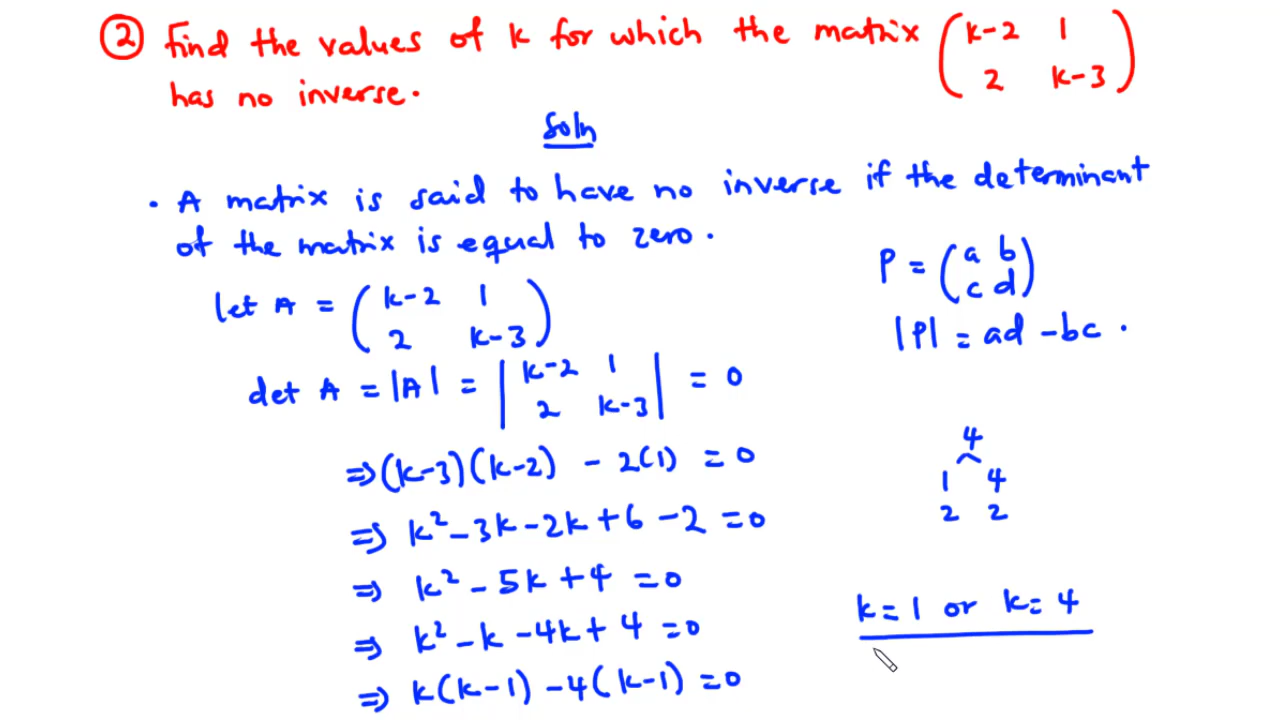 ② Find the values of k for which the matrix (k-2 1
2 k-3)
has no inverse.
Soln
• A matrix is said to have no inverse if the determinant
of the matrix is equal to zero.
let A = (k-2 1
2 k-3)
det A = |A| = |k-2 1
2 k-3| = 0
⇒ (k-3)(k-2) - 2(1) = 0
⇒ k² - 3k - 2k + 6 - 2 = 0
⇒ k² - 5k + 4 = 0
⇒ k² - k - 4k + 4 = 0
⇒ k(k-1) - 4(k-1) = 0
P = (a b
c d)
|P| = ad - bc .
4
1 4
2 2
k = 1 or k = 4